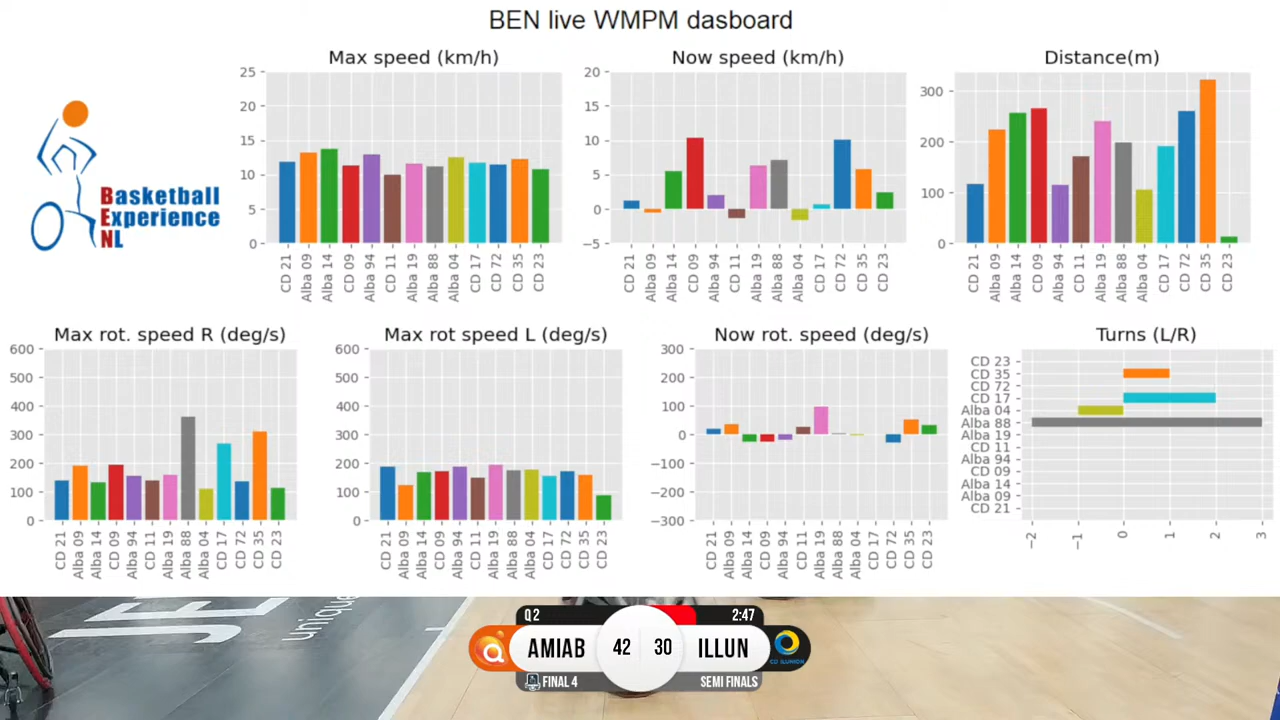 BEN live WMPM dasboard
Basketball
Experience
NL
Max speed (km/h)
25
20
15
10
5
0
CD 21
Alba 09
Alba 14
CD 09
Alba 94
CD 11
Alba 19
Alba 88
Alba 04
CD 17
CD 72
CD 35
CD 23
Now speed (km/h)
20
15
10
5
0
−5
CD 21
Alba 09
Alba 14
CD 09
Alba 94
CD 11
Alba 19
Alba 88
Alba 04
CD 17
CD 72
CD 35
CD 23
Distance(m)
300
200
100
0
CD 21
Alba 09
Alba 14
CD 09
Alba 94
CD 11
Alba 19
Alba 88
Alba 04
CD 17
CD 72
CD 35
CD 23
Max rot. speed R (deg/s)
600
500
400
300
200
100
0
CD 21
Alba 09
Alba 14
CD 09
Alba 94
CD 11
Alba 19
Alba 88
Alba 04
CD 17
CD 72
CD 35
CD 23
Max rot speed L (deg/s)
600
500
400
300
200
100
0
CD 21
Alba 09
Alba 14
CD 09
Alba 94
CD 11
Alba 19
Alba 88
Alba 04
CD 17
CD 72
CD 35
CD 23
Now rot. speed (deg/s)
300
200
100
0
−100
−200
−300
CD 21
Alba 09
Alba 14
CD 09
Alba 94
CD 11
Alba 19
Alba 88
Alba 04
CD 17
CD 72
CD 35
CD 23
Turns (L/R)
CD 23
CD 35
CD 72
CD 17
Alba 04
Alba 88
Alba 19
CD 11
Alba 94
CD 09
Alba 14
Alba 09
CD 21
−2
−1
0
1
2
3
JE
unique
Q 2
2:47
AMIAB 42 30 ILLUN
CD ILUNION
FINAL 4
SEMI FINALS